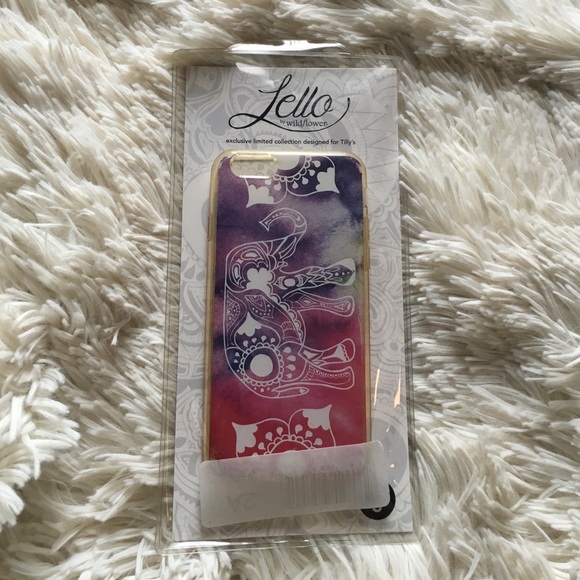 Lello
by wildflower
exclusive limited collection designed for Tilly's